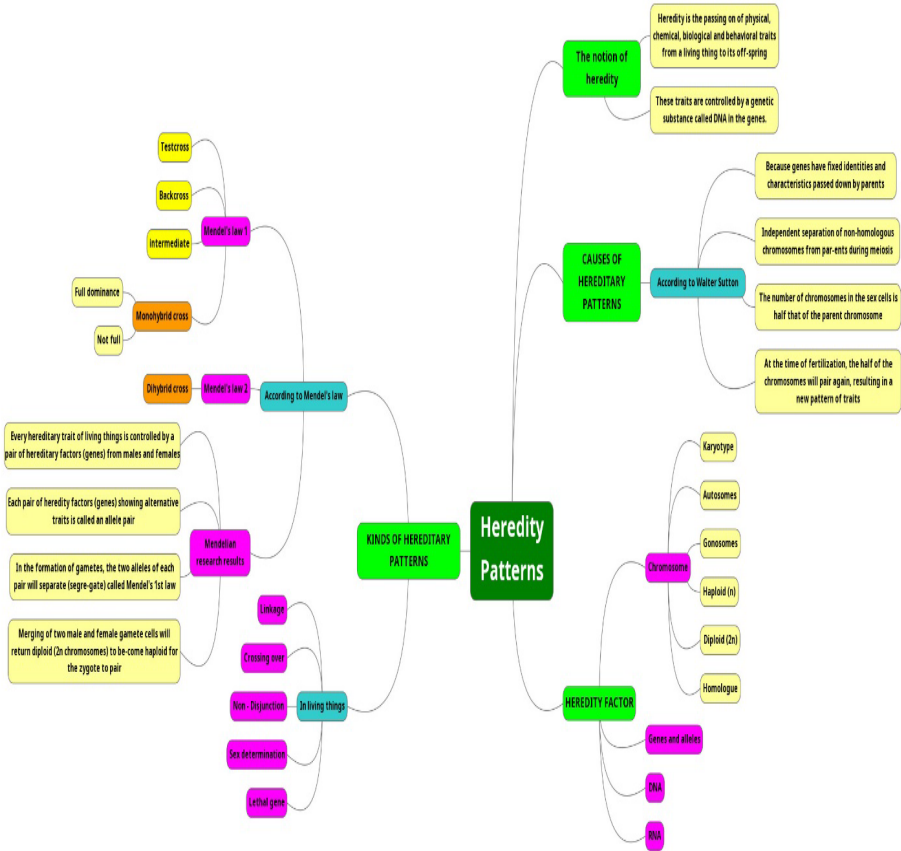 Heredity
Patterns
The notion of
heredity
Heredity is the passing on of physical,
chemical, biological and behavioral traits
from a living thing to its off-spring
These traits are controlled by a genetic
substance called DNA in the genes.
CAUSES OF
HEREDITARY
PATTERNS
According to Walter Sutton
Because genes have fixed identities and
characteristics passed down by parents
Independent separation of non-homologous
chromosomes from par-ents during meiosis
The number of chromosomes in the sex cells is
half that of the parent chromosome
At the time of fertilization, the half of the
chromosomes will pair again, resulting in a
new pattern of traits
HEREDITY FACTOR
Chromosome
Karyotype
Autosomes
Gonosomes
Haploid (n)
Diploid (2n)
Homologue
Genes and alleles
DNA
RNA
KINDS OF HEREDITARY
PATTERNS
According to Mendel's law
Mendel's law 1
Testcross
Backcross
intermediate
Monohybrid cross
Full dominance
Not full
Mendel's law 2
Dihybrid cross
Mendelian
research results
Every hereditary trait of living things is controlled by a
pair of hereditary factors (genes) from males and females
Each pair of heredity factors (genes) showing alternative
traits is called an allele pair
In the formation of gametes, the two alleles of each
pair will separate (segre-gate) called Mendel's 1st law
Merging of two male and female gamete cells will
return diploid (2n chromosomes) to be-come haploid for
the zygote to pair
In living things
Linkage
Crossing over
Non - Disjunction
Sex determination
Lethal gene